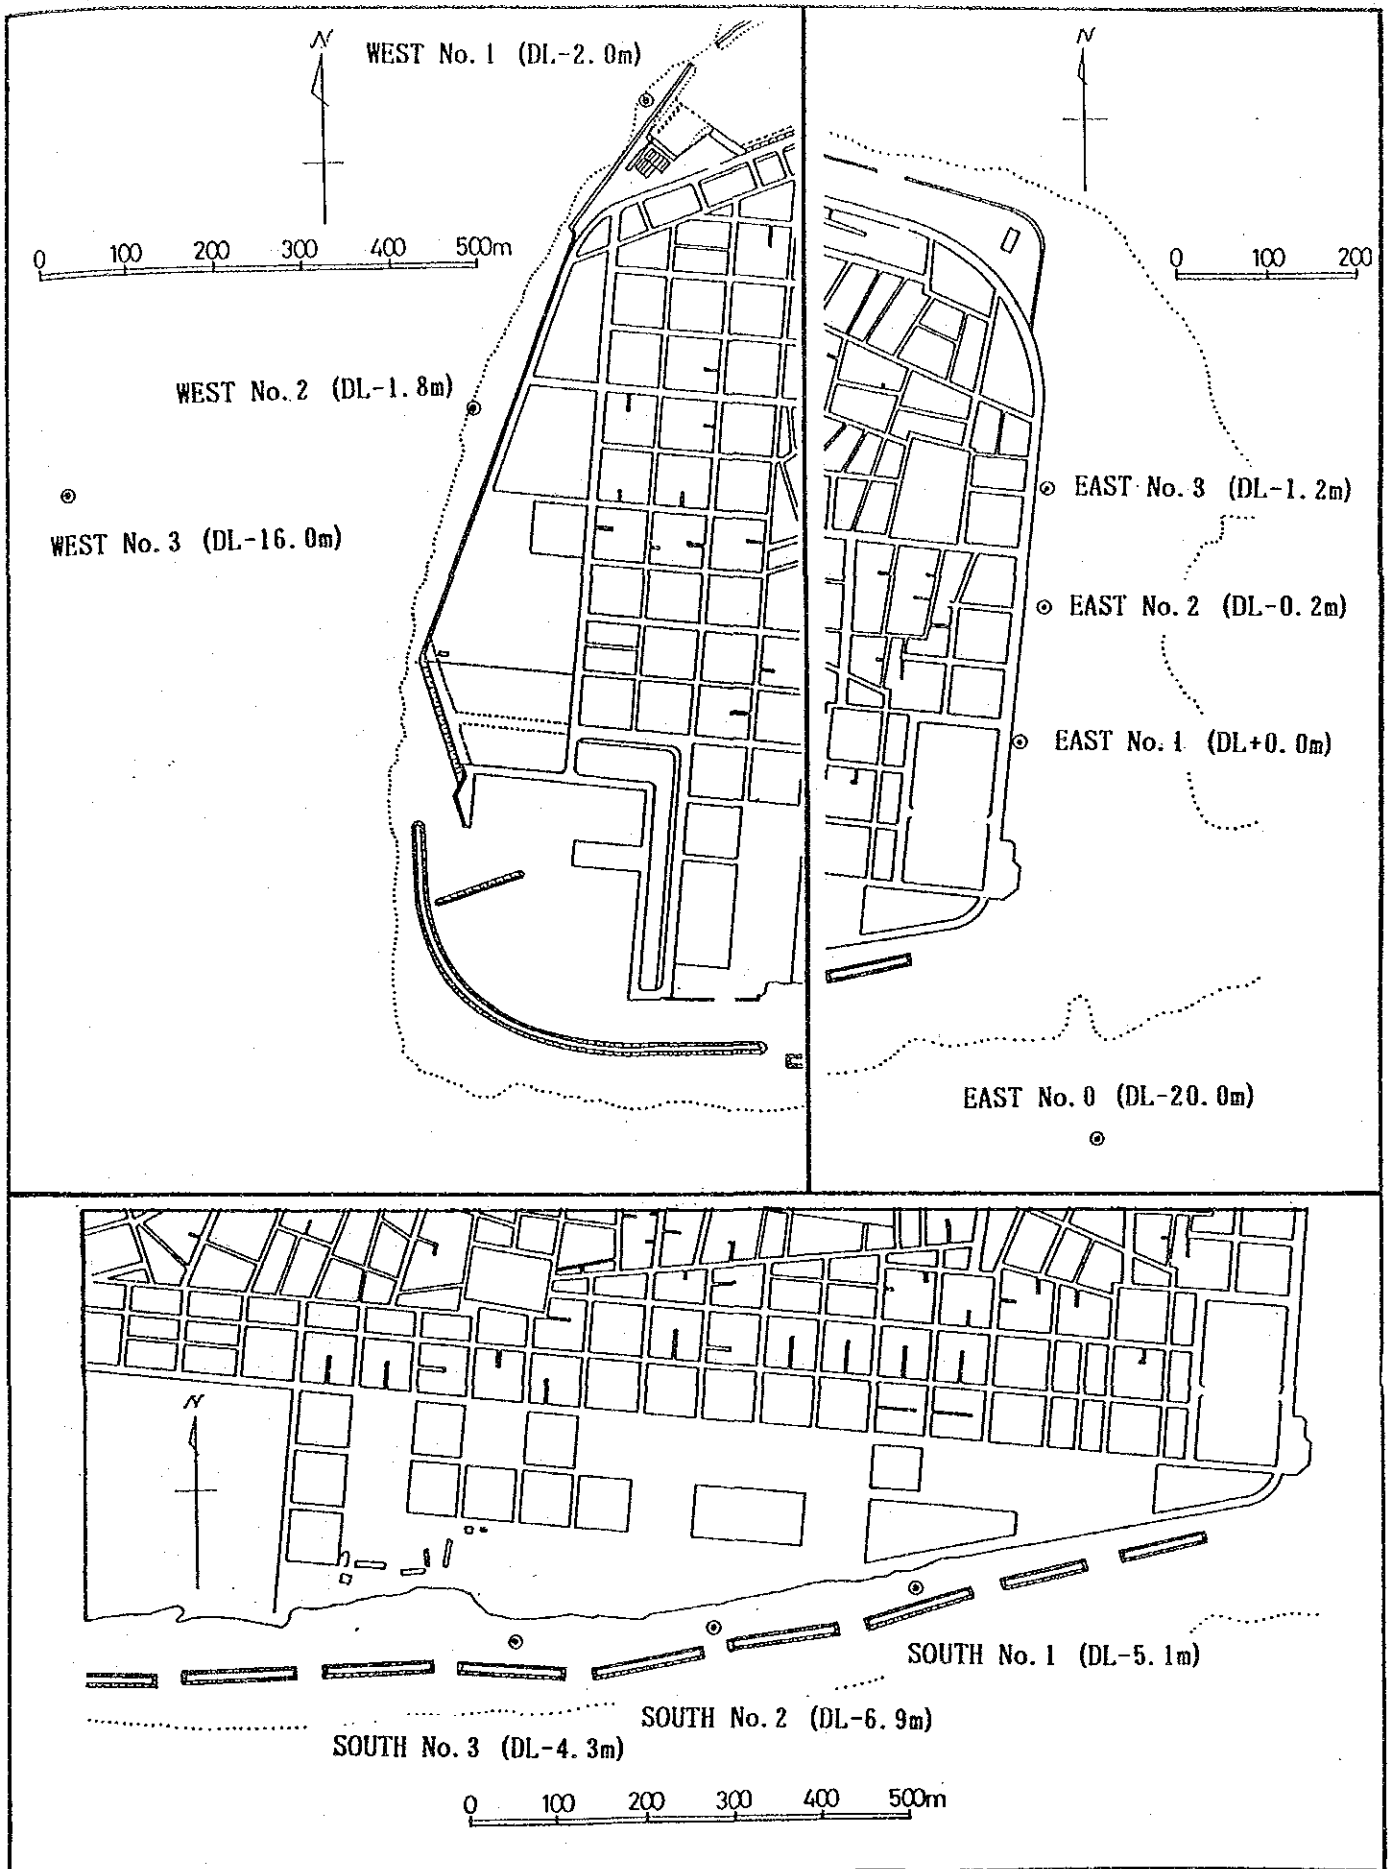 N
WEST No. 1 (DL-2. 0m)
0 100 200 300 400 500m
WEST No. 2 (DL-1. 8m)
WEST No. 3 (DL-16. 0m)
N
0 100 200
EAST No. 3 (DL-1. 2m)
EAST No. 2 (DL-0. 2m)
EAST No. 1 (DL+0. 0m)
EAST No. 0 (DL-20. 0m)
N
SOUTH No. 1 (DL-5. 1m)
SOUTH No. 2 (DL-6. 9m)
SOUTH No. 3 (DL-4. 3m)
0 100 200 300 400 500m